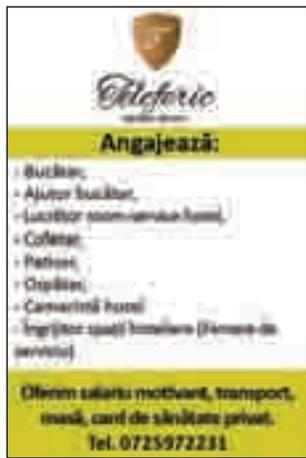 Teleferic
Angajează:
- Bucătar,
- Ajutor bucătar,
- Lucrător room-service hotel,
- Cofetar,
- Patiser,
- Ospătar,
- Cameristă hotel
- Îngrijitor spații hoteliere (Femeie de
serviciu)
Oferim salariu motivant, transport,
masă, card de sănătate privat.
Tel. 0725972231